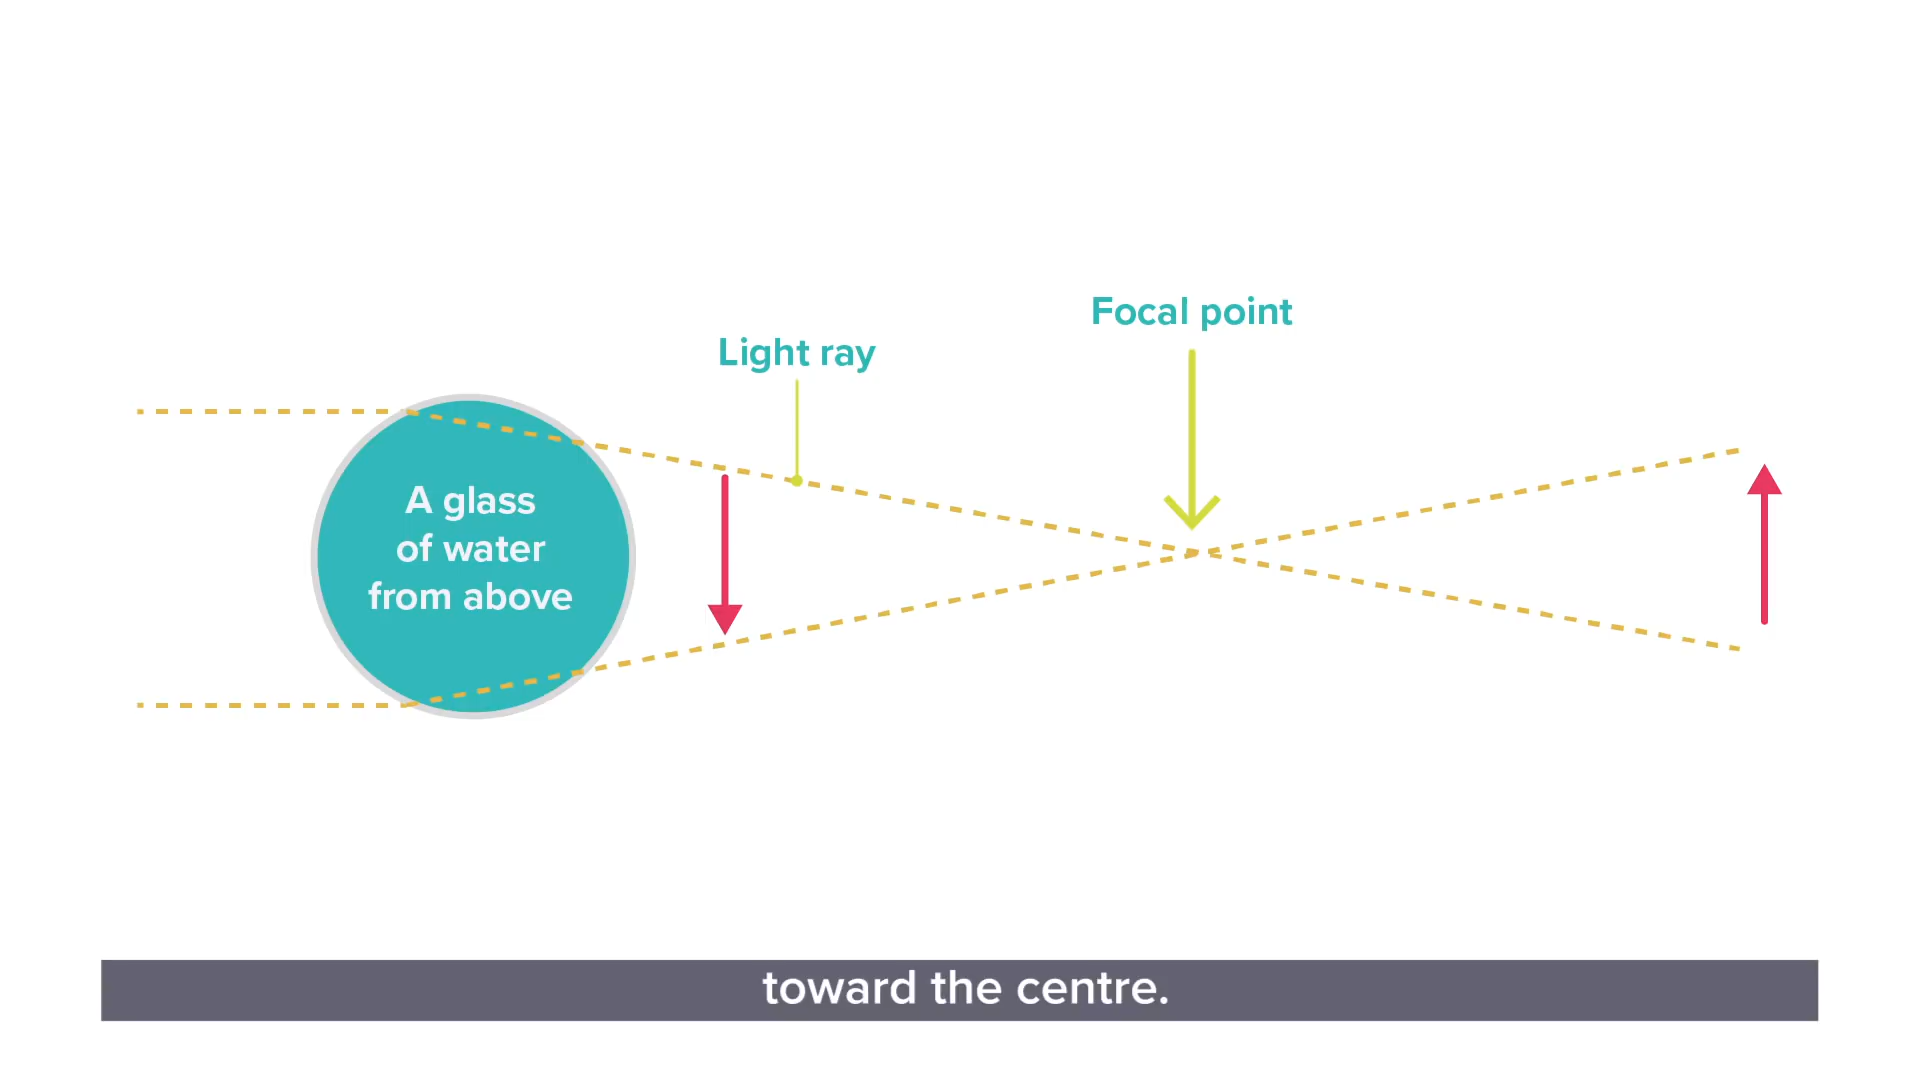 Focal point
Light ray
A glass
of water
from above
toward the centre.